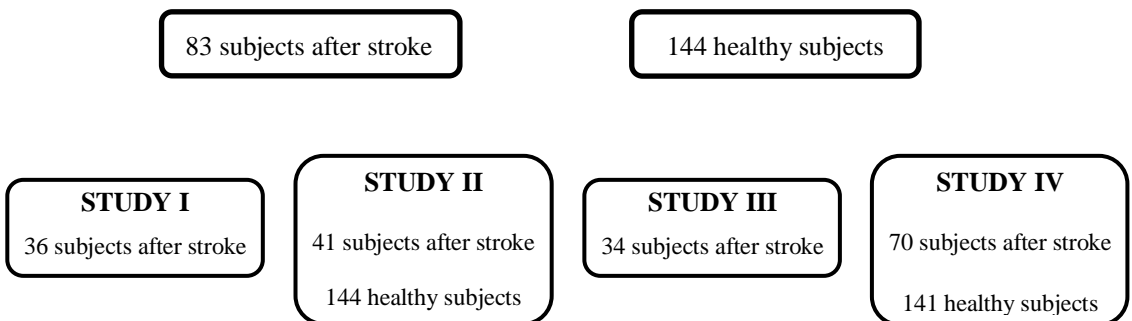 83 subjects after stroke
144 healthy subjects
STUDY I
36 subjects after stroke
STUDY II
41 subjects after stroke
144 healthy subjects
STUDY III
34 subjects after stroke
STUDY IV
70 subjects after stroke
141 healthy subjects